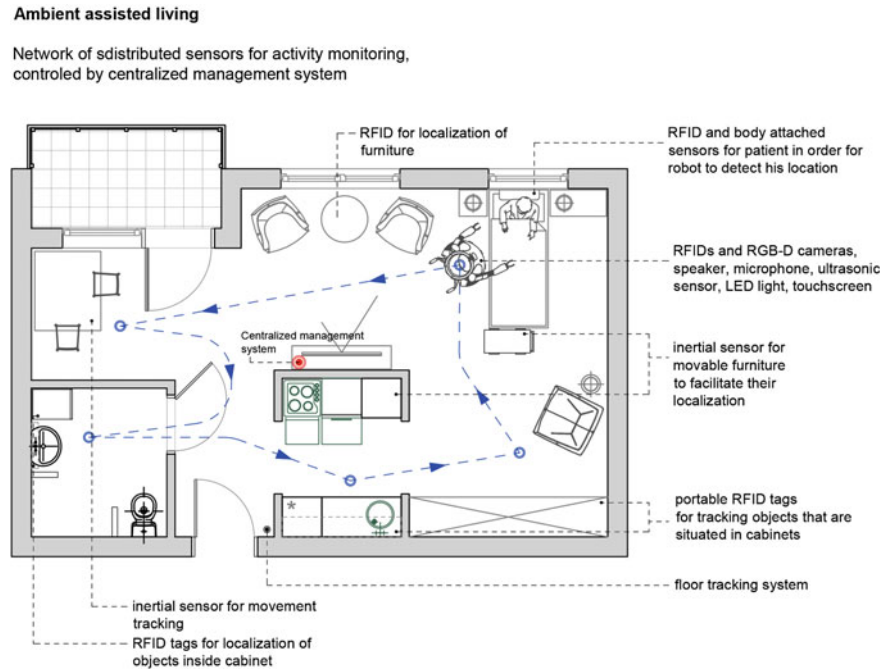 Ambient assisted living
Network of sdistributed sensors for activity monitoring,
controled by centralized management system
RFID for localization of
furniture
RFID and body attached
sensors for patient in order for
robot to detect his location
RFIDs and RGB-D cameras,
speaker, microphone, ultrasonic
sensor, LED light, touchscreen
Centralized management
system
inertial sensor for
movable furniture
to facilitate their
localization
portable RFID tags
for tracking objects that are
situated in cabinets
*
floor tracking system
inertial sensor for movement
tracking
RFID tags for localization of
objects inside cabinet